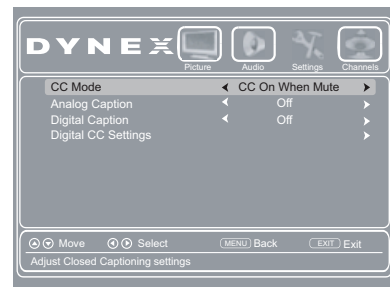 DYNEX
Picture Audio Settings Channels
CC Mode CC On When Mute
Analog Caption Off
Digital Caption Off
Digital CC Settings
Move Select MENU Back EXIT Exit
Adjust Closed Captioning settings